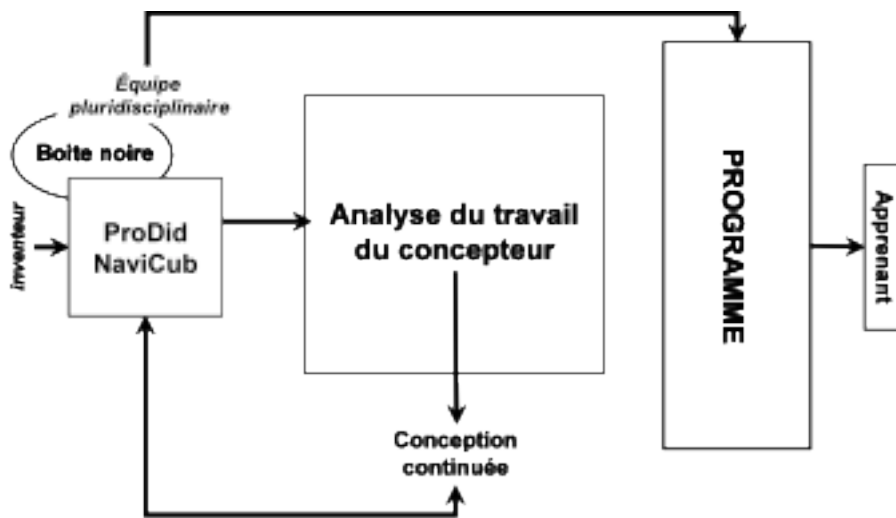 Équipe
pluridisciplinaire
Boite noire
inventeur
ProDid
NaviCub
Analyse du travail
du concepteur
Conception
continuée
PROGRAMME
Apprenant